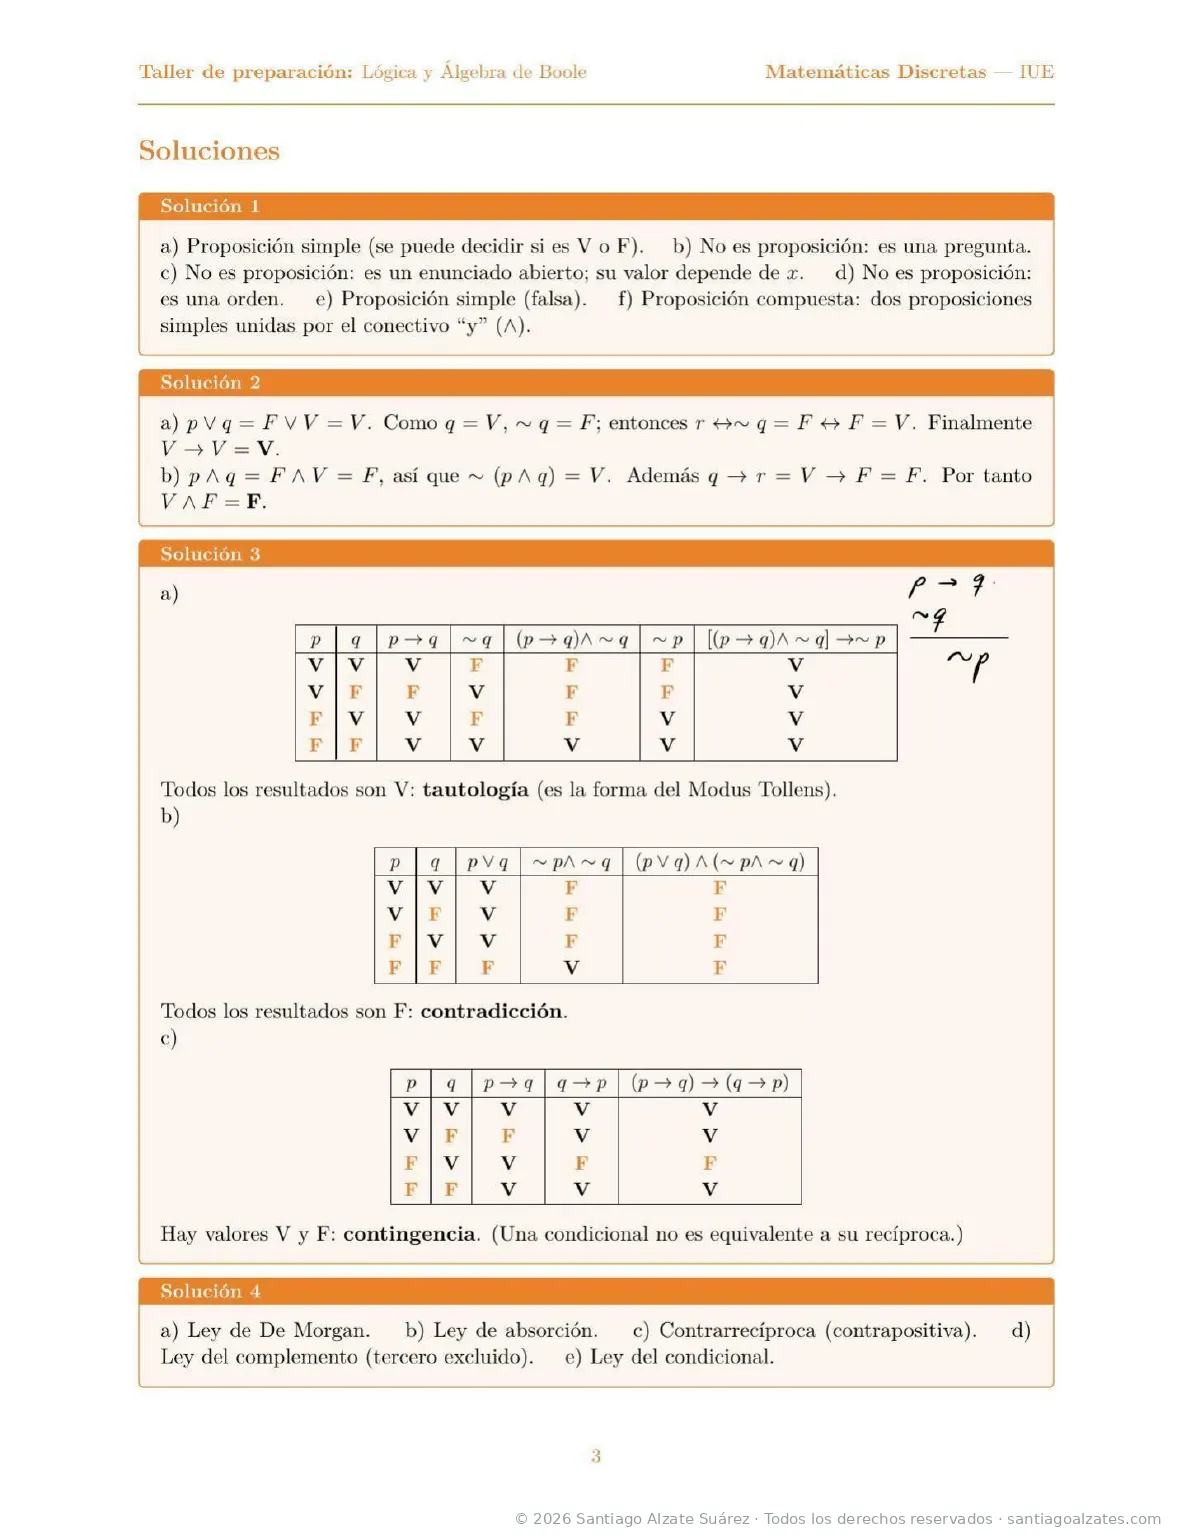 Taller de preparación: Lógica y Álgebra de Boole Matemáticas Discretas — IUE
Soluciones
Solución 1
a) Proposición simple (se puede decidir si es V o F). b) No es proposición: es una pregunta.
c) No es proposición: es un enunciado abierto; su valor depende de x. d) No es proposición:
es una orden. e) Proposición simple (falsa). f) Proposición compuesta: dos proposiciones
simples unidas por el conectivo “y” (∧).
Solución 2
a) p ∨ q = F ∨ V = V. Como q = V, ∼ q = F; entonces r ↔∼ q = F ↔ F = V. Finalmente
V → V = V.
b) p ∧ q = F ∧ V = F, así que ∼ (p ∧ q) = V. Además q → r = V → F = F. Por tanto
V ∧ F = F.
Solución 3
a)
p → q
∼q
∼p
p q p → q ∼ q (p → q)∧ ∼ q ∼ p [(p → q)∧ ∼ q] →∼ p
V V V F F F V
V F F V F F V
F V V F F V V
F F V V V V V
Todos los resultados son V: tautología (es la forma del Modus Tollens).
b)
p q p ∨ q ∼ p∧ ∼ q (p ∨ q) ∧ (∼ p∧ ∼ q)
V V V F F
V F V F F
F V V F F
F F F V F
Todos los resultados son F: contradicción.
c)
p q p → q q → p (p → q) → (q → p)
V V V V V
V F F V V
F V V F F
F F V V V
Hay valores V y F: contingencia. (Una condicional no es equivalente a su recíproca.)
Solución 4
a) Ley de De Morgan. b) Ley de absorción. c) Contrarrecíproca (contrapositiva). d)
Ley del complemento (tercero excluido). e) Ley del condicional.
3
© 2026 Santiago Alzate Suárez · Todos los derechos reservados · santiagoalzates.com